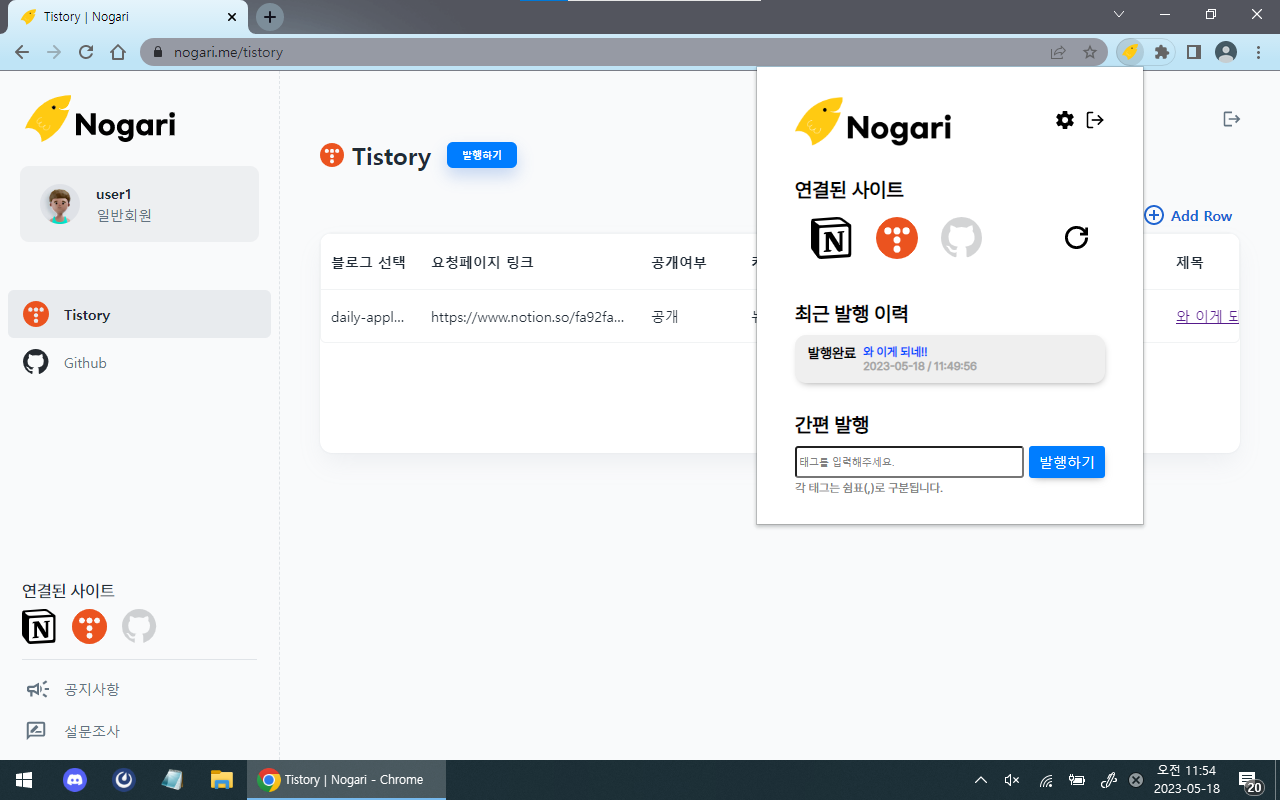 Tistory | Nogari
nogari.me/tistory
Nogari
user1
일반회원
Tistory
Github
연결된 사이트
N
공지사항
설문조사
Tistory
발행하기
Add Row
블로그 선택
요청페이지 링크
공개여부
제목
daily-appl...
https://www.notion.so/fa92fa...
공개
와 이게 되
Nogari
연결된 사이트
N
최근 발행 이력
발행완료
와 이게 되네!!
2023-05-18 / 11:49:56
간편 발행
태그를 입력해주세요.
발행하기
각 태그는 쉼표(,)로 구분됩니다.
Tistory | Nogari - Chrome
오전 11:54
2023-05-18
20